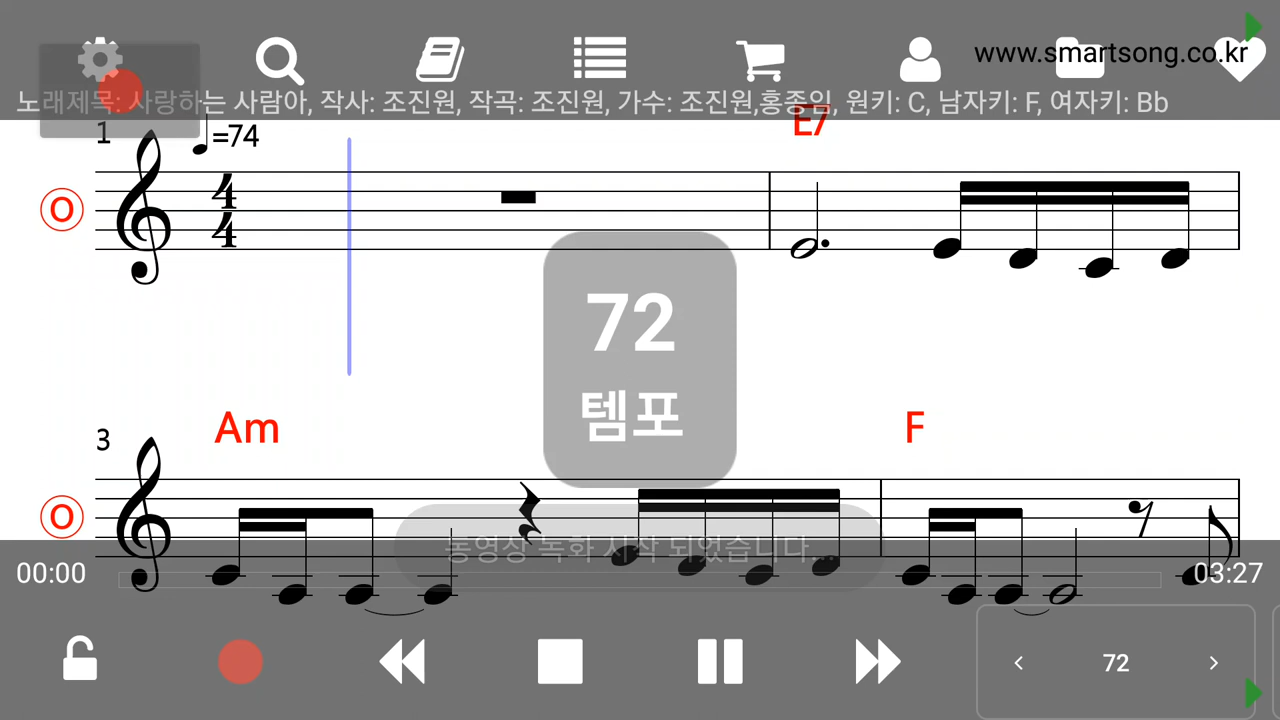 www.smartsong.co.kr
노래제목: 사랑하는 사람아, 작사: 조진원, 작곡: 조진원, 가수: 조진원,홍종임, 원키: C, 남자키: F, 여자키: Bb
1 =74 E7
O 4 4
72
템포
3 Am F
O
동영상 녹화 시작 되었습니다...
00:00 03:27
< 72 >